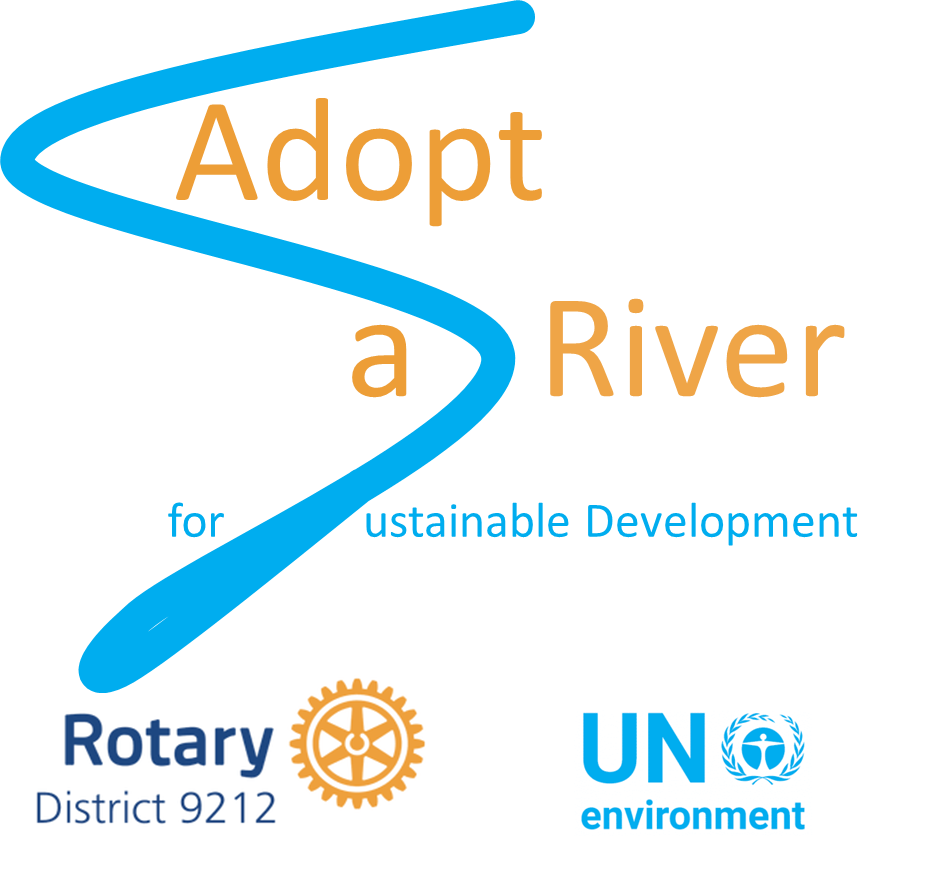 Adopt
a River
for ustainable Development
Rotary
District 9212
UN
environment